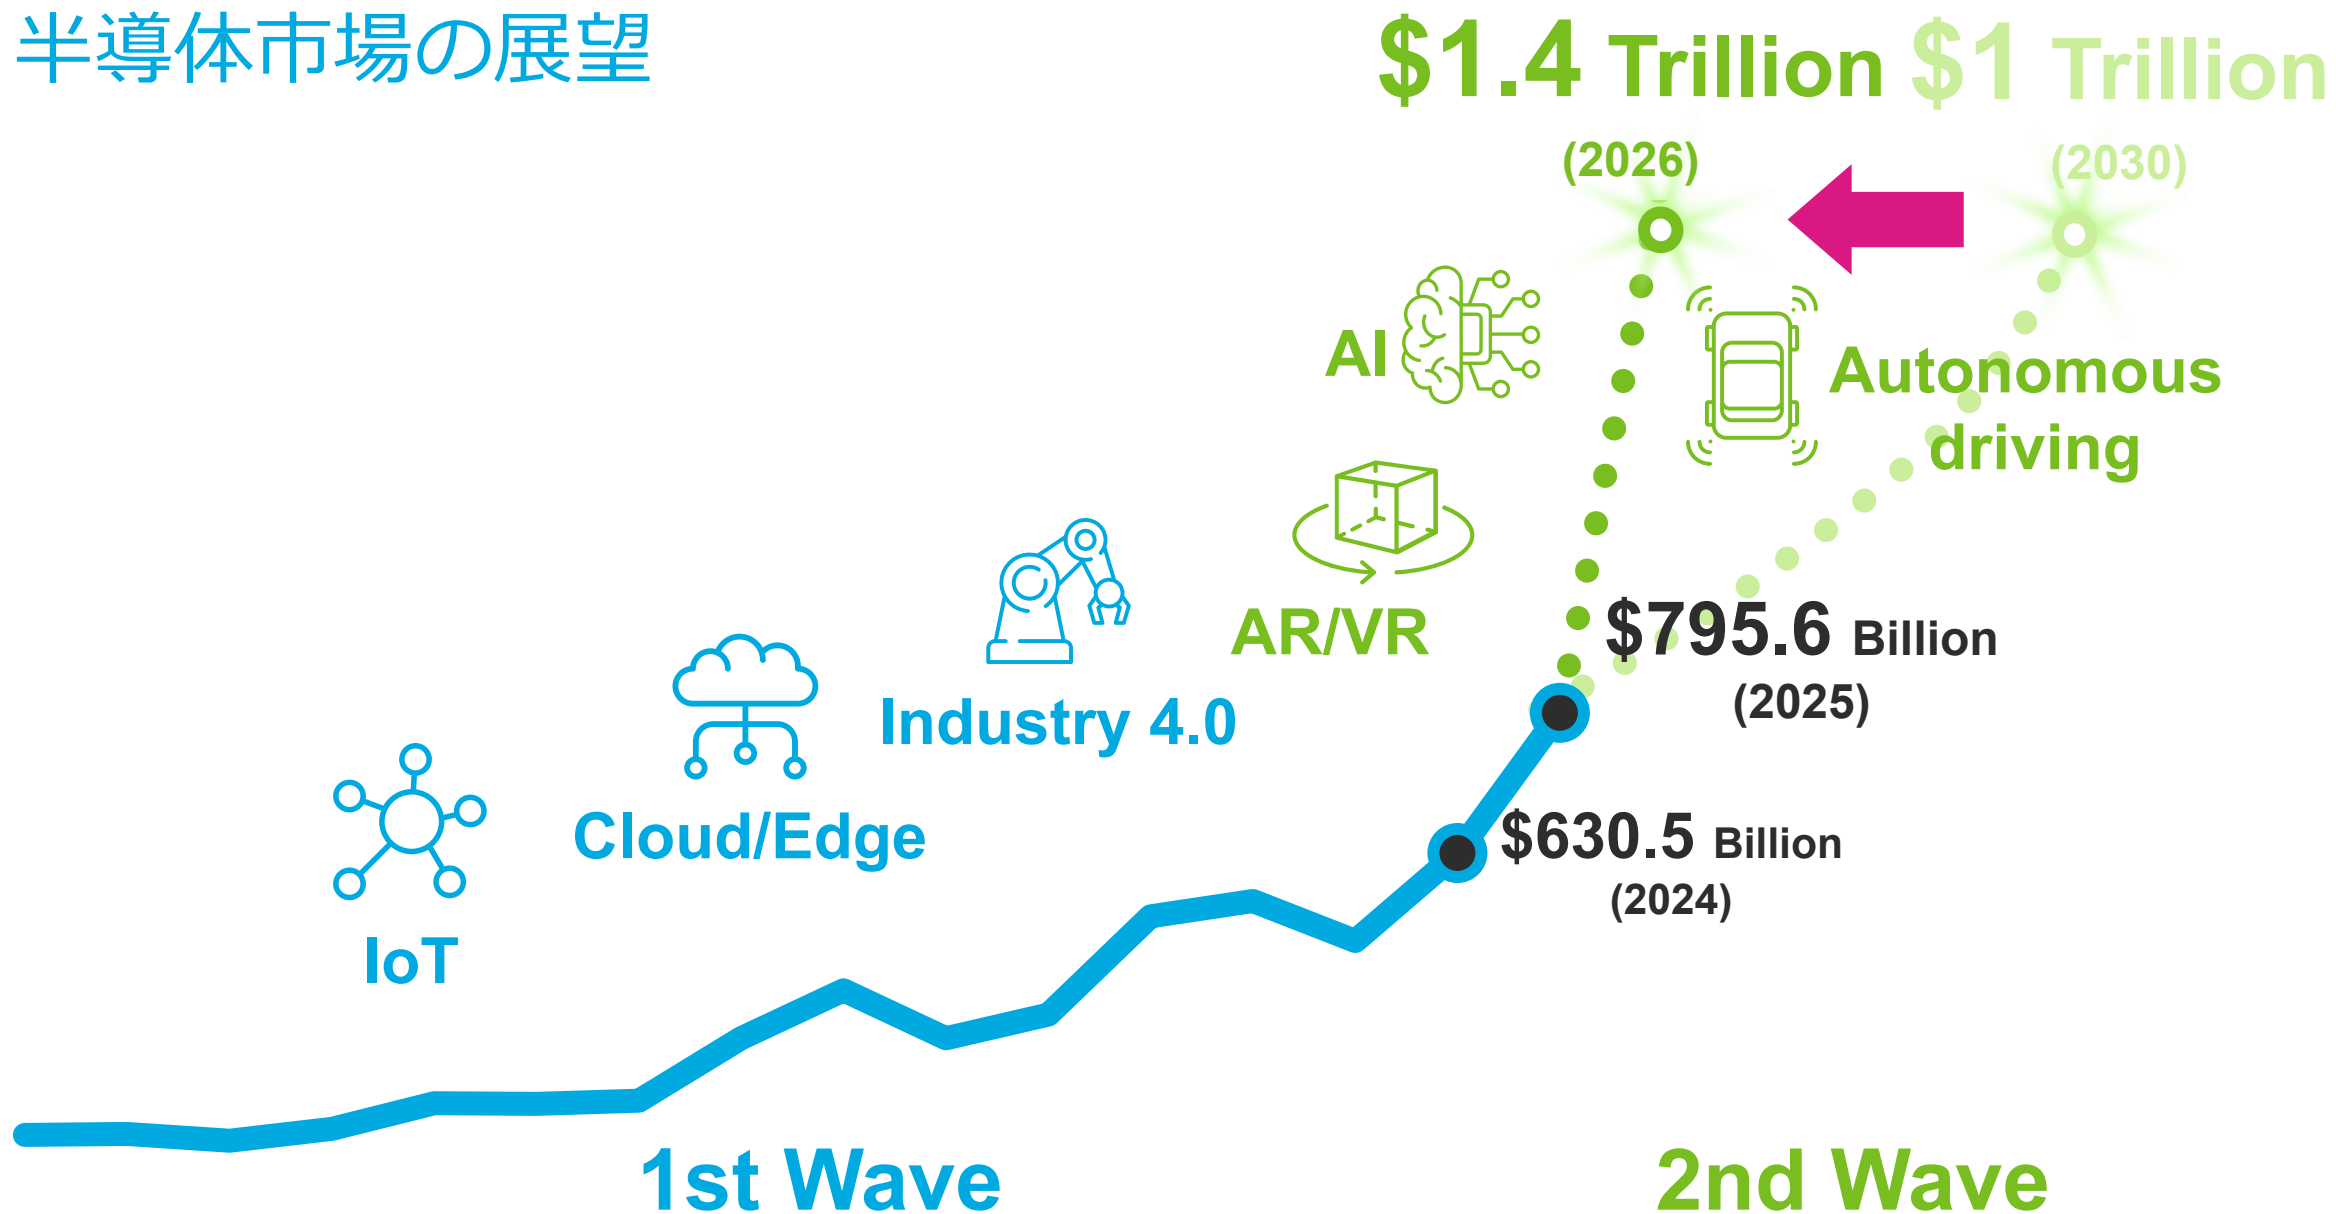 半導体市場の展望
$1.4 Trillion
(2026)
$1 Trillion
(2030)
AI
Autonomous
driving
AR/VR
$795.6 Billion
(2025)
Industry 4.0
Cloud/Edge
$630.5 Billion
(2024)
IoT
1st Wave
2nd Wave